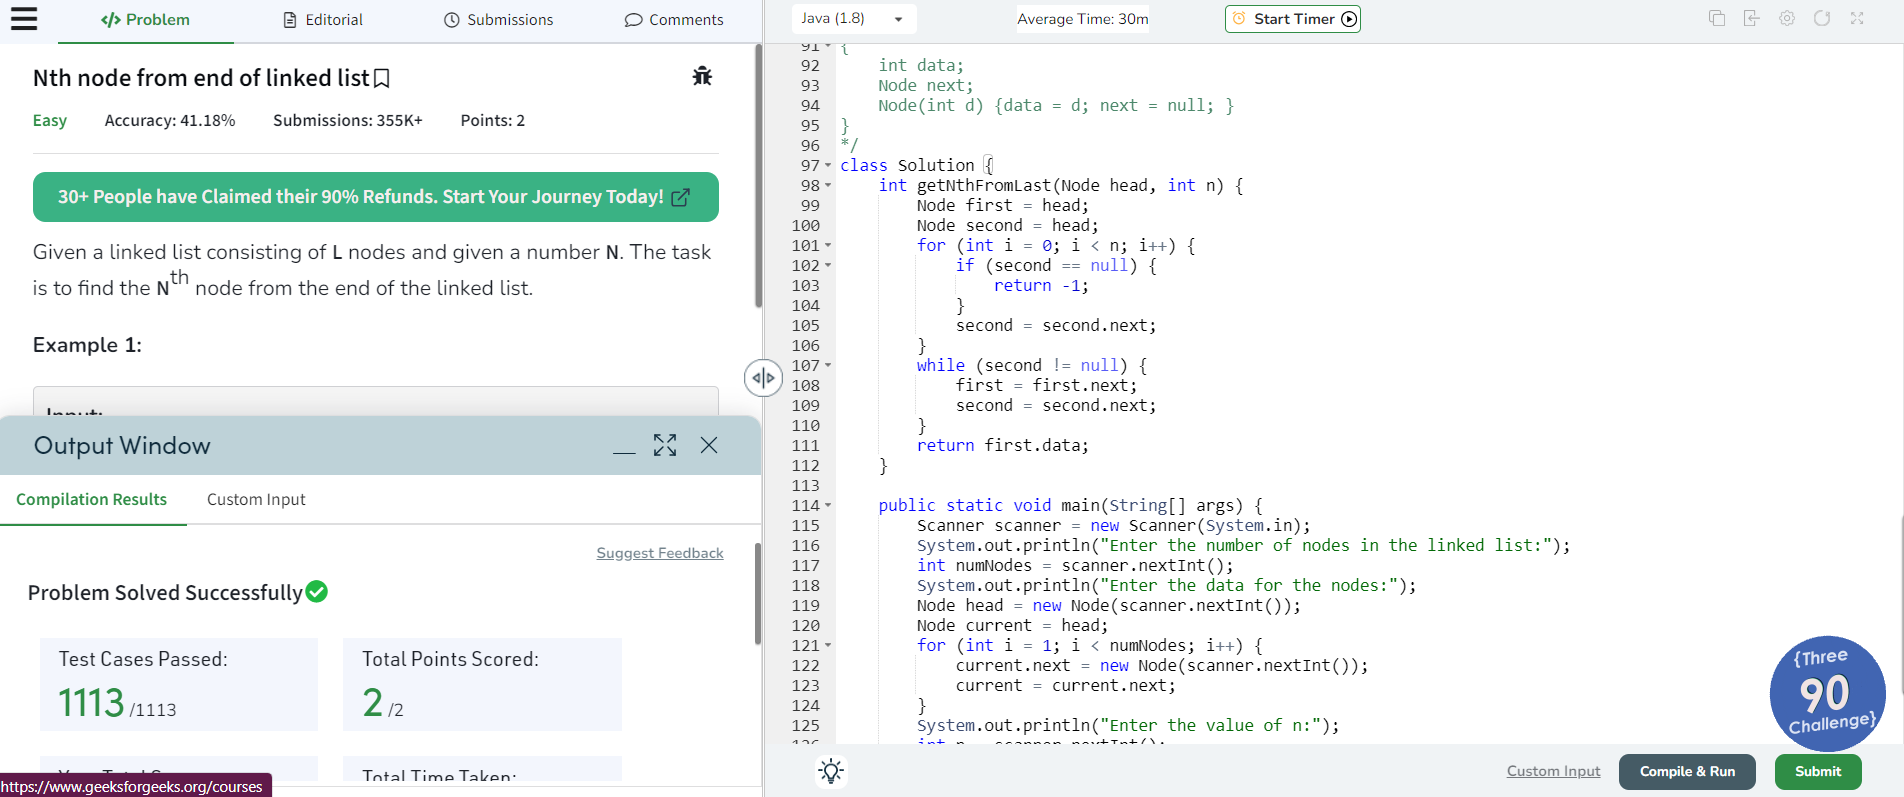 Problem
Editorial
Submissions
Comments
Java (1.8)
Average Time: 30m
Start Timer
Nth node from end of linked list
Easy
Accuracy: 41.18%
Submissions: 355K+
Points: 2
30+ People have Claimed their 90% Refunds. Start Your Journey Today!
Given a linked list consisting of L nodes and given a number N. The task
is to find the Nth node from the end of the linked list.
Example 1:
Input:
Output Window
Compilation Results
Custom Input
Suggest Feedback
Problem Solved Successfully
Test Cases Passed:
1113 /1113
Total Points Scored:
2 /2
Total Time Taken:
https://www.geeksforgeeks.org/courses
91 {
92 int data;
93 Node next;
94 Node(int d) {data = d; next = null; }
95 }
96 */
97 class Solution {
98 int getNthFromLast(Node head, int n) {
99 Node first = head;
100 Node second = head;
101 for (int i = 0; i < n; i++) {
102 if (second == null) {
103 return -1;
104 }
105 second = second.next;
106 }
107 while (second != null) {
108 first = first.next;
109 second = second.next;
110 }
111 return first.data;
112 }
113
114 public static void main(String[] args) {
115 Scanner scanner = new Scanner(System.in);
116 System.out.println("Enter the number of nodes in the linked list:");
117 int numNodes = scanner.nextInt();
118 System.out.println("Enter the data for the nodes:");
119 Node head = new Node(scanner.nextInt());
120 Node current = head;
121 for (int i = 1; i < numNodes; i++) {
122 current.next = new Node(scanner.nextInt());
123 current = current.next;
124 }
125 System.out.println("Enter the value of n:");
126 int n = scanner.nextInt();
{Three
90
Challenge}
Custom Input
Compile & Run
Submit